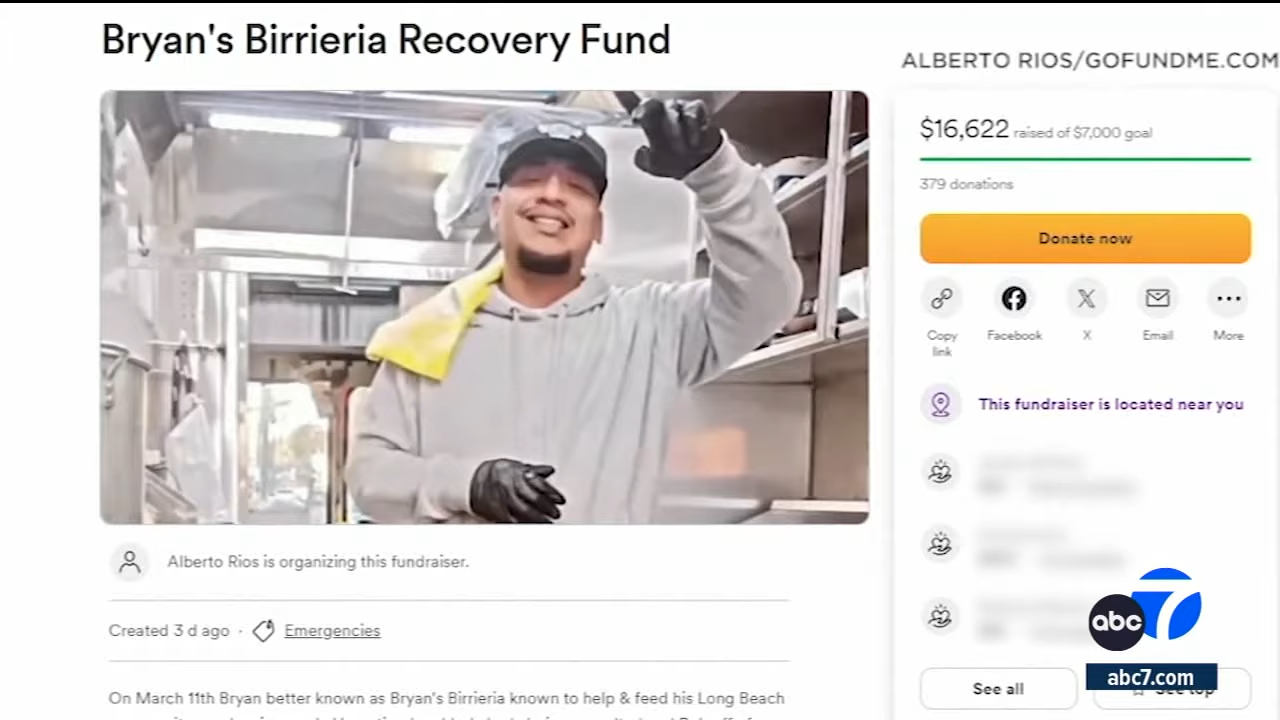 Bryan's Birrieria Recovery Fund
ALBERTO RIOS/GOFUNDME.COM
$16,622 raised of $7,000 goal
379 donations
Donate now
Copy link
Facebook
X
Email
More
This fundraiser is located near you
Alberto Rios is organizing this fundraiser.
Created 3 d ago · Emergencies
On March 11th Bryan better known as Bryan's Birrieria known to help & feed his Long Beach
See all
See top
abc 7
abc7.com